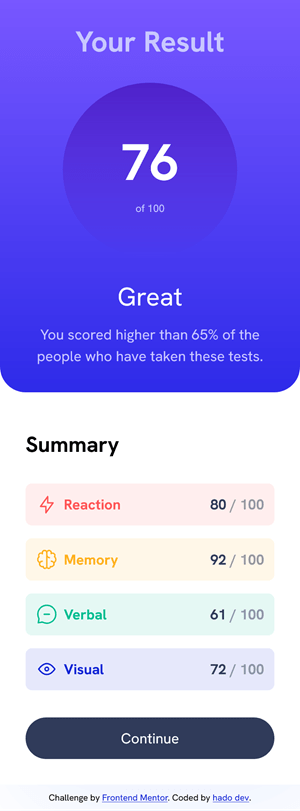 Your Result
76
of 100
Great
You scored higher than 65% of the
people who have taken these tests.
Summary
Reaction 80 / 100
Memory 92 / 100
Verbal 61 / 100
Visual 72 / 100
Continue
Challenge by Frontend Mentor. Coded by hado dev.